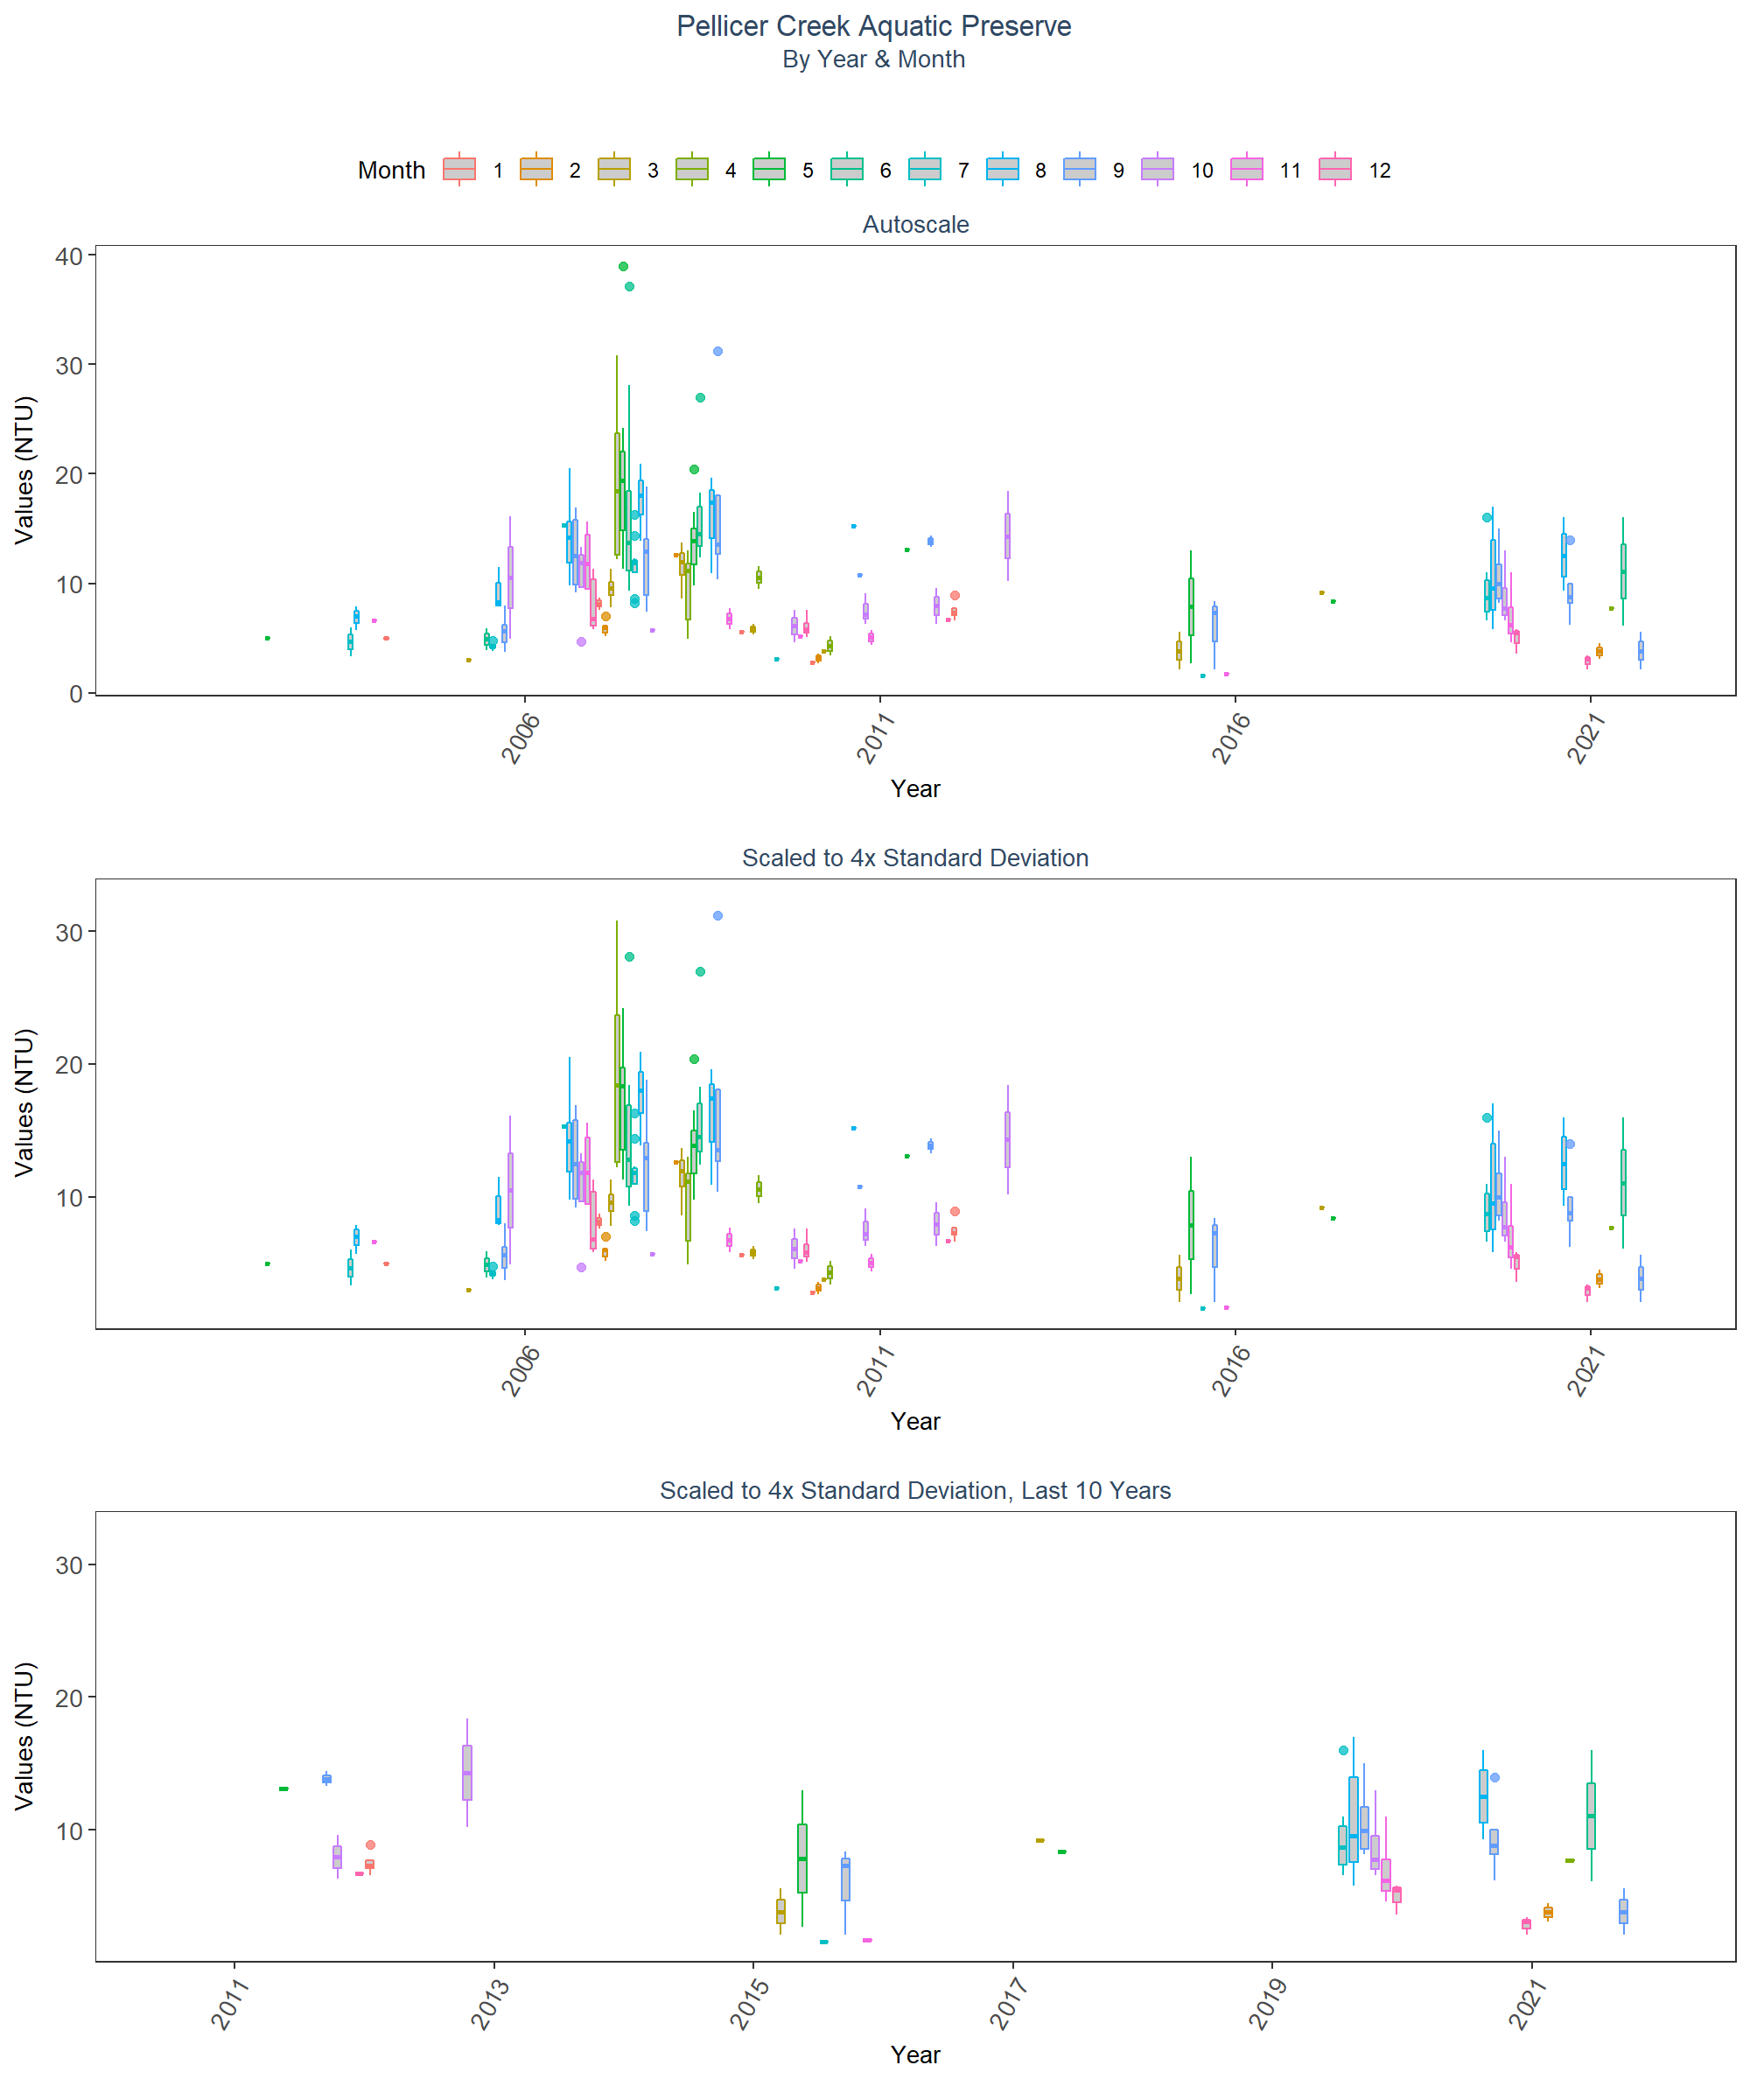 Pellicer Creek Aquatic Preserve
By Year & Month
Month 1 2 3 4 5 6 7 8 9 10 11 12
Autoscale
Values (NTU)
40
30
20
10
0
2006 2011 2016 2021
Year
Scaled to 4x Standard Deviation
Values (NTU)
30
20
10
2006 2011 2016 2021
Year
Scaled to 4x Standard Deviation, Last 10 Years
Values (NTU)
30
20
10
2011 2013 2015 2017 2019 2021
Year